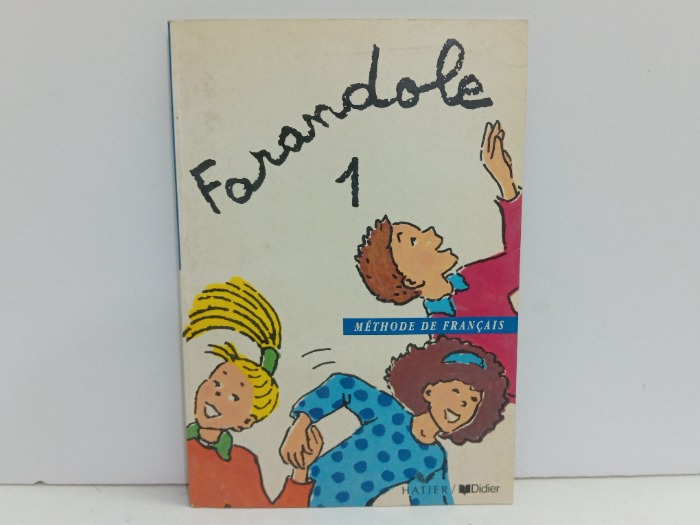 Farandole
1
MÉTHODE DE FRANÇAIS
HATIER / Didier